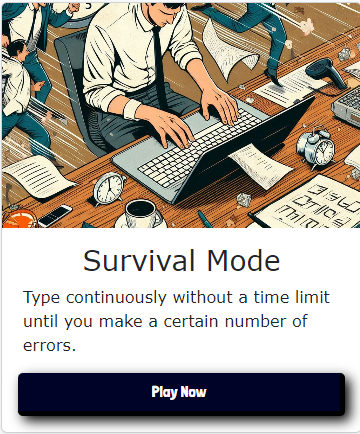 Survival Mode
Type continuously without a time limit
until you make a certain number of
errors.
Play Now